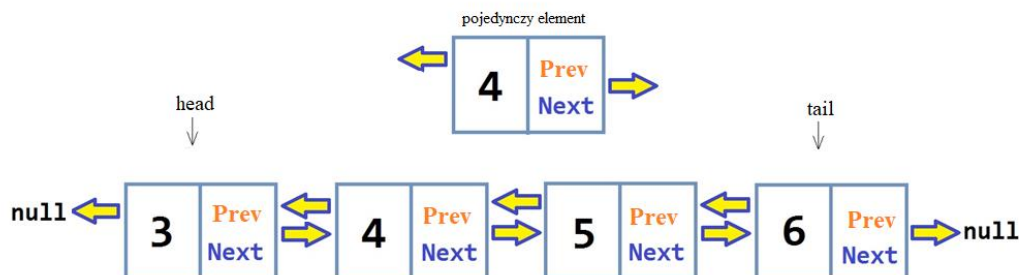 pojedynczy element
4
Prev
Next
head
tail
null
3
Prev
Next
4
Prev
Next
5
Prev
Next
6
Prev
Next
null